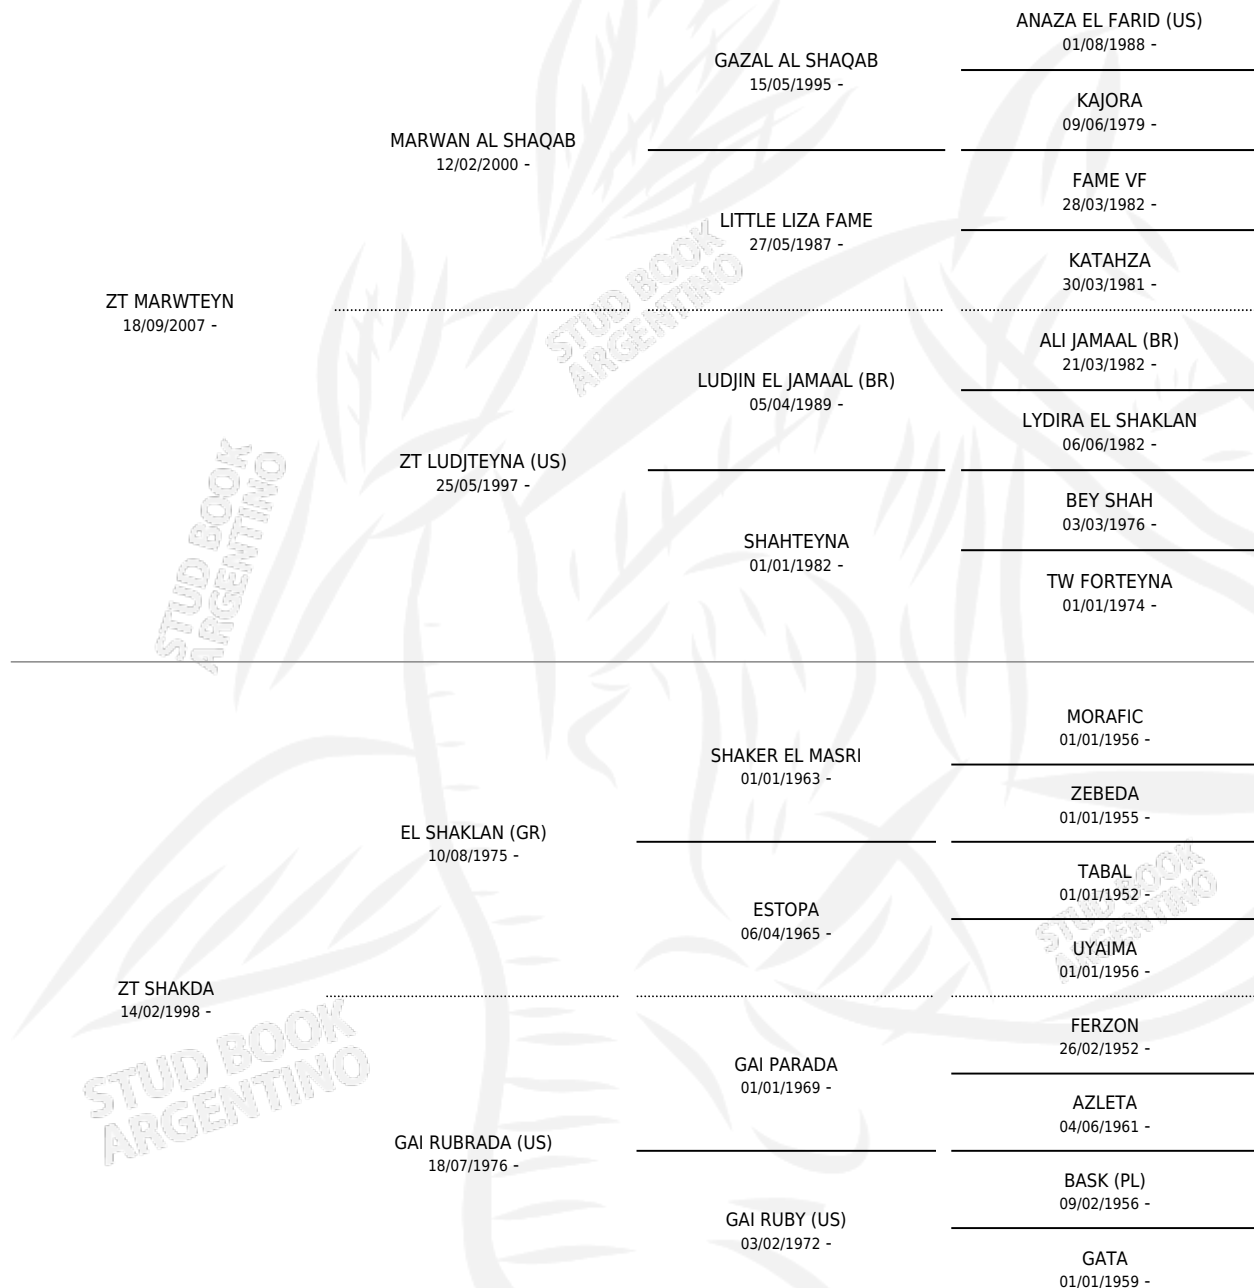 ANAZA EL FARID (US)
01/08/1988 -
GAZAL AL SHAQAB
15/05/1995 -
KAJORA
09/06/1979 -
MARWAN AL SHAQAB
12/02/2000 -
FAME VF
28/03/1982 -
LITTLE LIZA FAME
27/05/1987 -
KATAHZA
30/03/1981 -
ZT MARWTEYN
18/09/2007 -
ALI JAMAAL (BR)
21/03/1982 -
LUDJIN EL JAMAAL (BR)
05/04/1989 -
LYDIRA EL SHAKLAN
06/06/1982 -
ZT LUDJTEYNA (US)
25/05/1997 -
BEY SHAH
03/03/1976 -
SHAHTEYNA
01/01/1982 -
TW FORTEYNA
01/01/1974 -
MORAFIC
01/01/1956 -
SHAKER EL MASRI
01/01/1963 -
ZEBEDA
01/01/1955 -
EL SHAKLAN (GR)
10/08/1975 -
TABAL
01/01/1952 -
ESTOPA
06/04/1965 -
UYAIMA
01/01/1956 -
ZT SHAKDA
14/02/1998 -
FERZON
26/02/1952 -
GAI PARADA
01/01/1969 -
AZLETA
04/06/1961 -
GAI RUBRADA (US)
18/07/1976 -
BASK (PL)
09/02/1956 -
GAI RUBY (US)
03/02/1972 -
GATA
01/01/1959 -
STUD BOOK
ARGENTINO
STUD BOOK
ARGENTINO
STUD BOOK
ARGENTINO
STUD BOOK
ARGENTINO